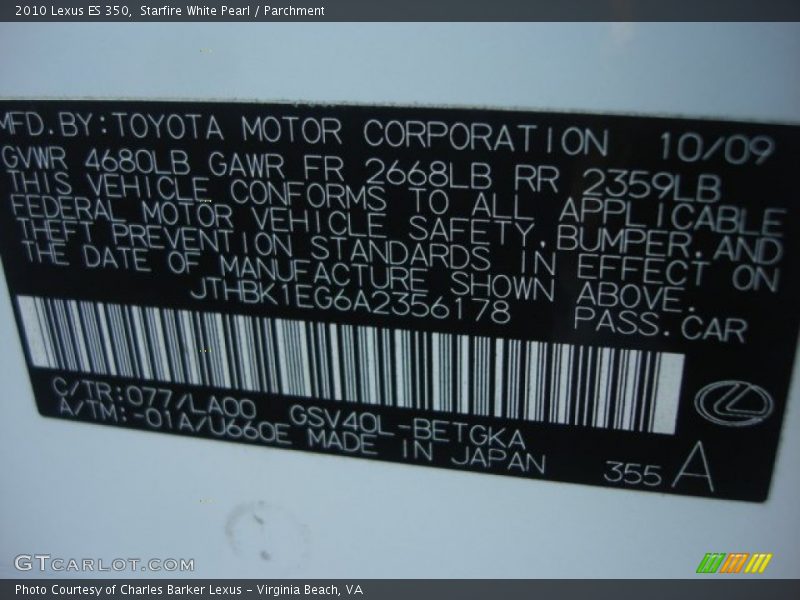 2010 Lexus ES 350, Starfire White Pearl / Parchment
MFD.BY:TOYOTA MOTOR CORPORATION 10/09
GVWR 4680LB GAWR FR 2668LB RR 2359LB
THIS VEHICLE CONFORMS TO ALL APPLICABLE
FEDERAL MOTOR VEHICLE SAFETY,BUMPER,AND
THEFT PREVENTION STANDARDS IN EFFECT ON
THE DATE OF MANUFACTURE SHOWN ABOVE.
JTHBK1EG6A2356178 PASS.CAR
C/TR:077/LA00 GSV40L-BETGKA
A/TM:-01A/U660E MADE IN JAPAN 355 A
GTCARLOT.COM
Photo Courtesy of Charles Barker Lexus - Virginia Beach, VA